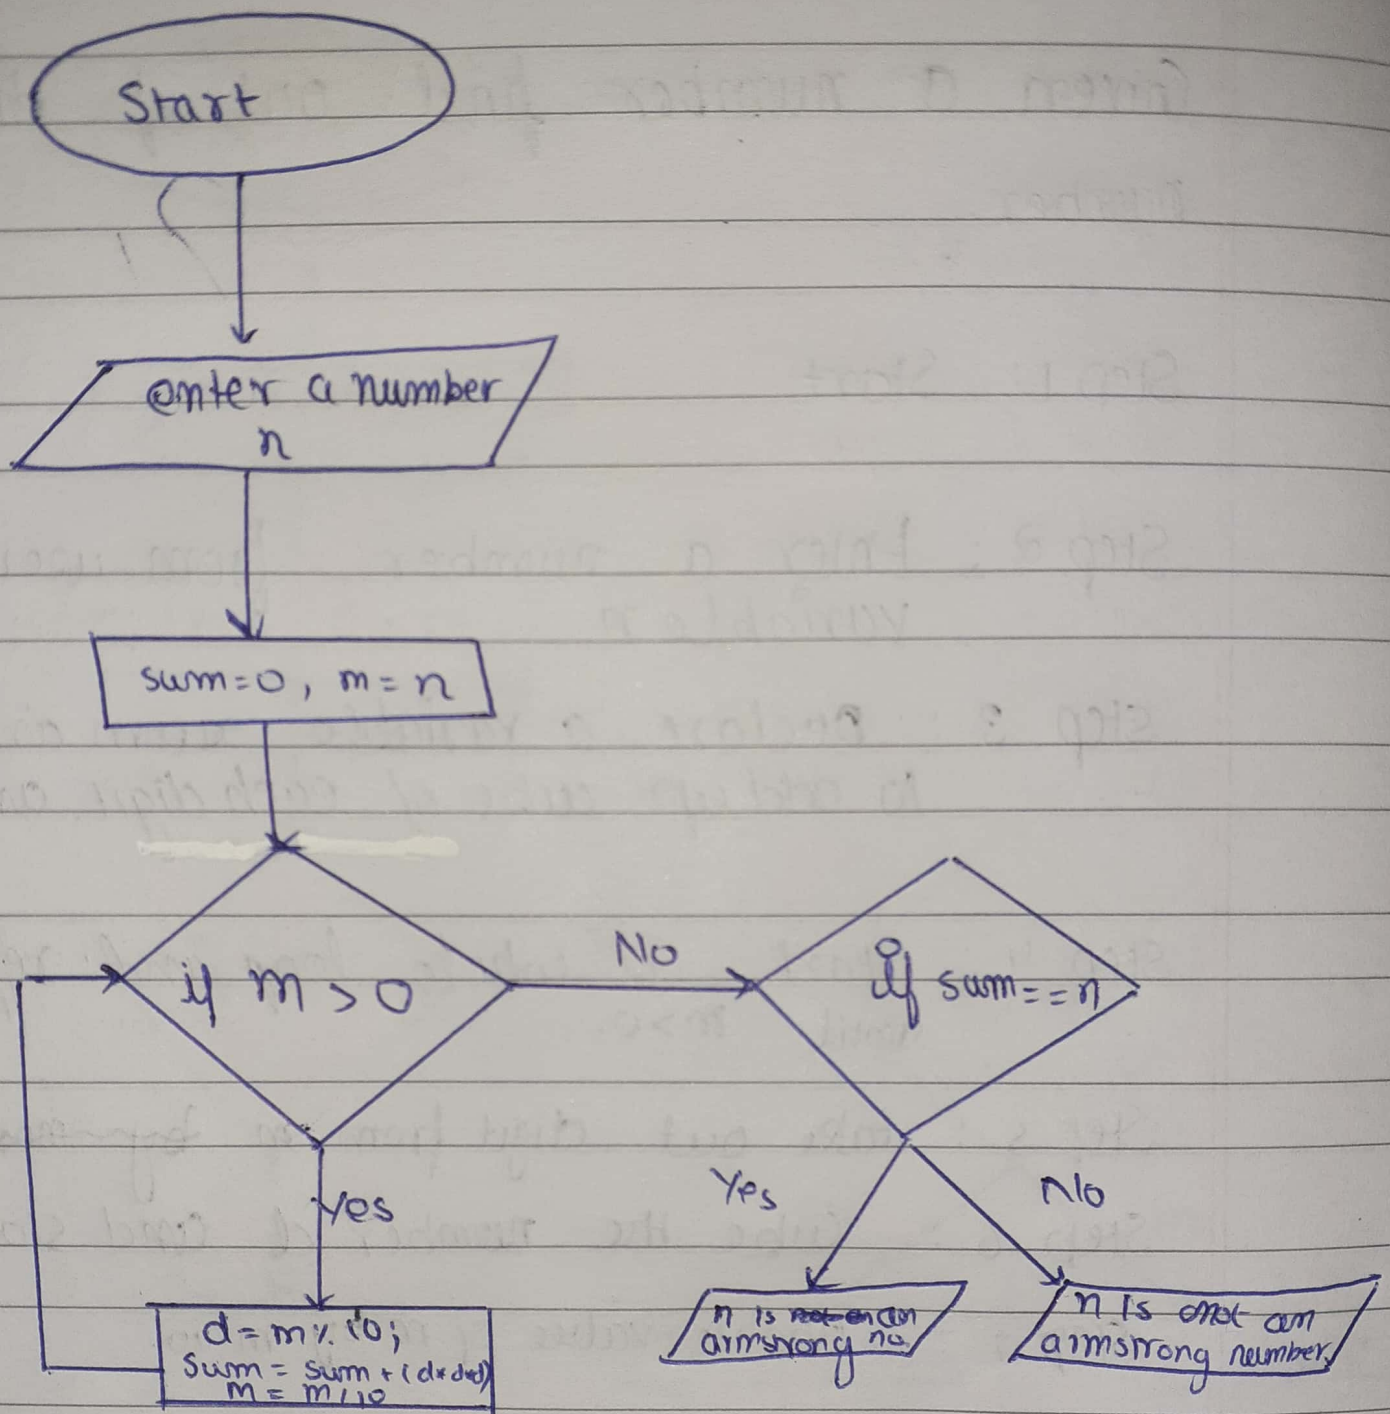 Start
enter a number
n
sum=0, m=n
if m > 0
No
if sum==n
Yes
Yes
No
d=m%10;
sum = sum+(d*d*d)
m = m/10
n is an
armstrong no.
n is not an
armstrong number.